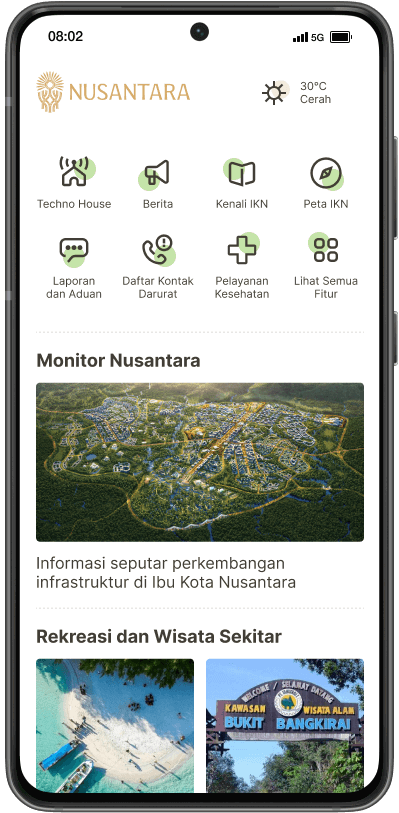 08:02
5G
NUSANTARA
30°C
Cerah
Techno House
Berita
Kenali IKN
Peta IKN
Laporan
dan Aduan
Daftar Kontak
Darurat
Pelayanan
Kesehatan
Lihat Semua
Fitur
Monitor Nusantara
Informasi seputar perkembangan
infrastruktur di Ibu Kota Nusantara
Rekreasi dan Wisata Sekitar
WELCOME / SELAMAT DATANG
KAWASAN WISATA ALAM
BUKIT BANGKIRAI